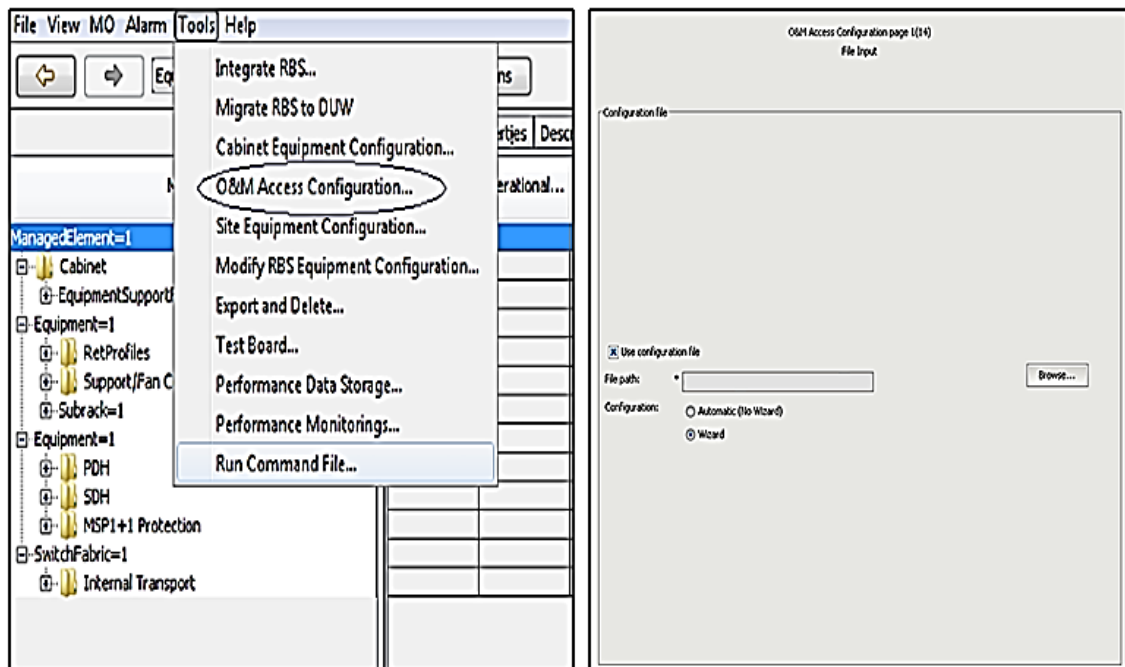 File View MO Alarm Tools Help
Integrate RBS...
Migrate RBS to DUW
Cabinet Equipment Configuration...
O&M Access Configuration...
Site Equipment Configuration...
Modify RBS Equipment Configuration...
Export and Delete...
Test Board...
Performance Data Storage...
Performance Monitorings...
Run Command File...
ManagedElement=1
Cabinet
Equipment=1
RetProfiles
Subrack=1
Equipment=1
PDH
SDH
MSP1+1 Protection
SwitchFabric=1
Internal Transport
O&M Access Configuration page 1(14)
File Input
Configuration file
Use configuration file
File path: *
Browse...
Configuration:
Automatic (No Wizard)
Wizard